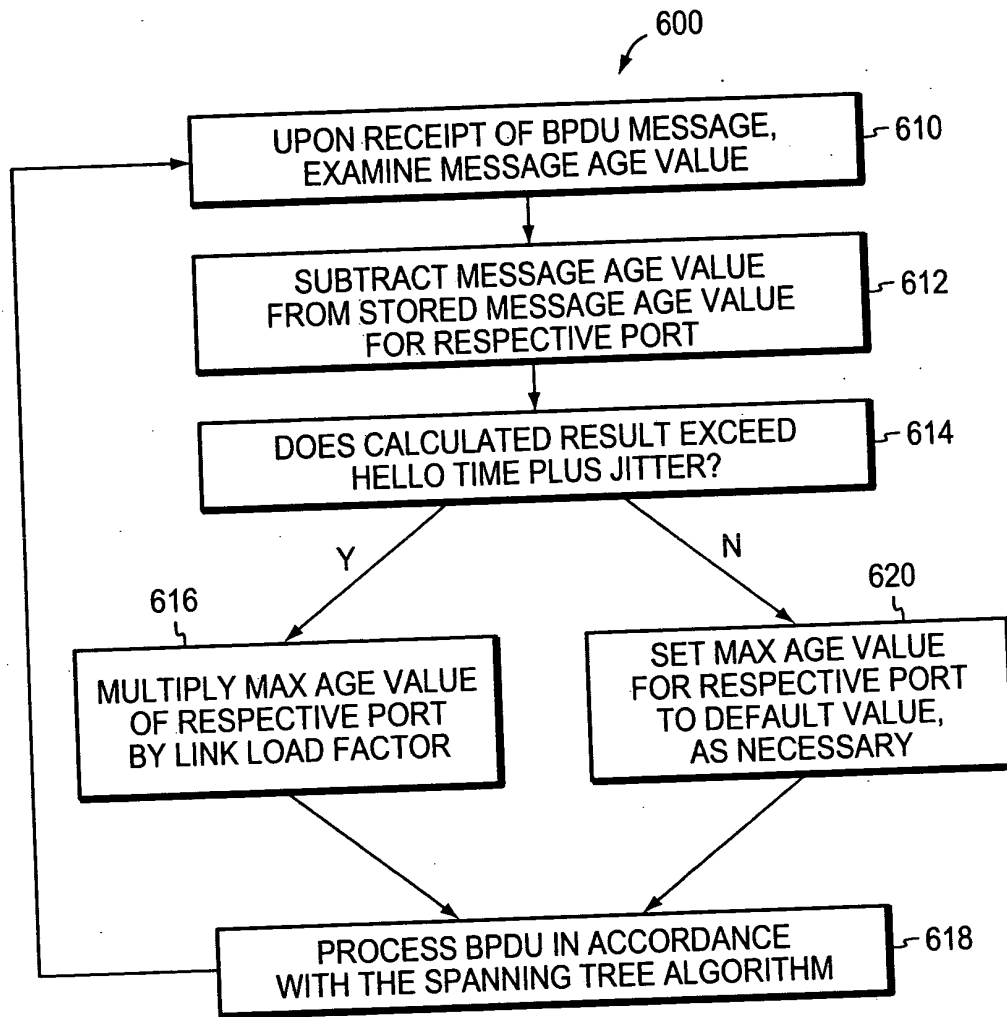 600
UPON RECEIPT OF BPDU MESSAGE,
EXAMINE MESSAGE AGE VALUE
610
SUBTRACT MESSAGE AGE VALUE
FROM STORED MESSAGE AGE VALUE
FOR RESPECTIVE PORT
612
DOES CALCULATED RESULT EXCEED
HELLO TIME PLUS JITTER?
614
Y
N
616
MULTIPLY MAX AGE VALUE
OF RESPECTIVE PORT
BY LINK LOAD FACTOR
620
SET MAX AGE VALUE
FOR RESPECTIVE PORT
TO DEFAULT VALUE,
AS NECESSARY
PROCESS BPDU IN ACCORDANCE
WITH THE SPANNING TREE ALGORITHM
618